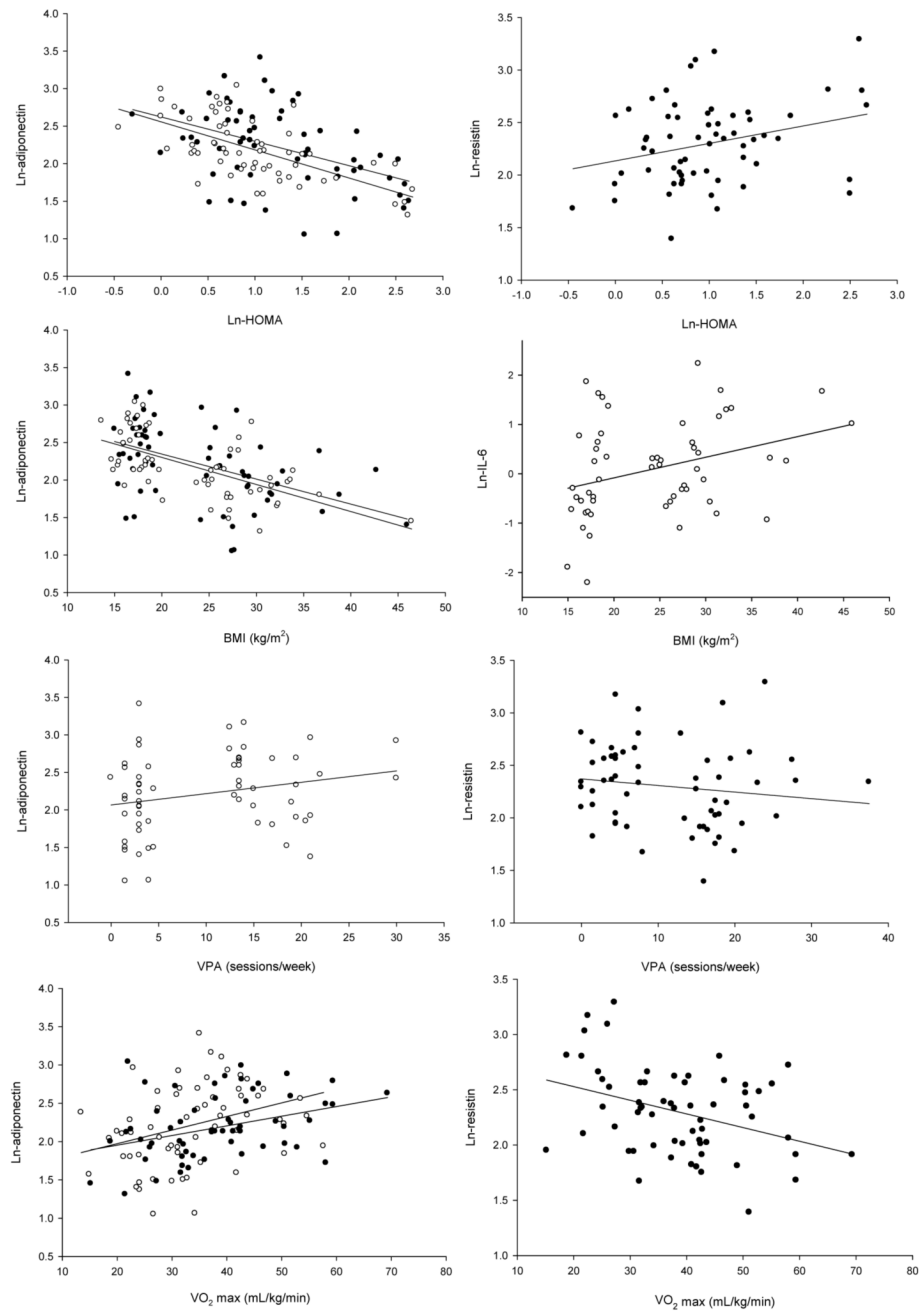 4.0
3.5
3.0
2.5
2.0
1.5
1.0
0.5
Ln-adiponectin
-1.0 -0.5 0.0 0.5 1.0 1.5 2.0 2.5 3.0
Ln-HOMA
3.5
3.0
2.5
2.0
1.5
1.0
Ln-resistin
-1.0 -0.5 0.0 0.5 1.0 1.5 2.0 2.5 3.0
Ln-HOMA
4.0
3.5
3.0
2.5
2.0
1.5
1.0
0.5
Ln-adiponectin
10 15 20 25 30 35 40 45 50
BMI (kg/m²)
2
1
0
-1
-2
Ln-IL-6
10 15 20 25 30 35 40 45 50
BMI (kg/m²)
4.0
3.5
3.0
2.5
2.0
1.5
1.0
0.5
Ln-adiponectin
0 5 10 15 20 25 30 35
VPA (sessions/week)
3.5
3.0
2.5
2.0
1.5
1.0
Ln-resistin
0 10 20 30 40
VPA (sessions/week)
4.0
3.5
3.0
2.5
2.0
1.5
1.0
0.5
Ln-adiponectin
10 20 30 40 50 60 70 80
VO₂ max (mL/kg/min)
3.5
3.0
2.5
2.0
1.5
1.0
Ln-resistin
10 20 30 40 50 60 70 80
VO₂ max (mL/kg/min)